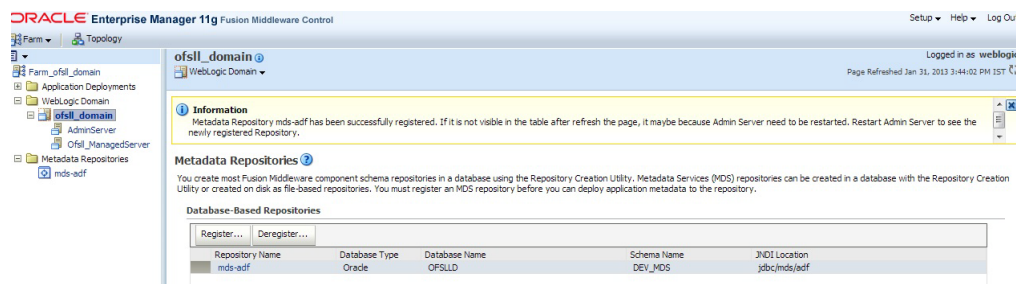 ORACLE Enterprise Manager 11g Fusion Middleware Control
Setup Help Log Out
Farm Topology
ofsll_domain
Logged in as weblogic
WebLogic Domain
Page Refreshed Jan 31, 2013 3:44:02 PM IST
Farm_ofsll_domain
Application Deployments
WebLogic Domain
ofsll_domain
AdminServer
Ofsll_ManagedServer
Metadata Repositories
mds-adf
Information
Metadata Repository mds-adf has been successfully registered. If it is not visible in the table after refresh the page, it maybe because Admin Server need to be restarted. Restart Admin Server to see the
newly registered Repository.
Metadata Repositories
You create most Fusion Middleware component schema repositories in a database using the Repository Creation Utility. Metadata Services (MDS) repositories can be created in a database with the Repository Creation
Utility or created on disk as file-based repositories. You must register an MDS repository before you can deploy application metadata to the repository.
Database-Based Repositories
Register... Deregister...
Repository Name Database Type Database Name Schema Name JNDI Location
mds-adf Oracle OFSLLD DEV_MDS jdbc/mds/adf